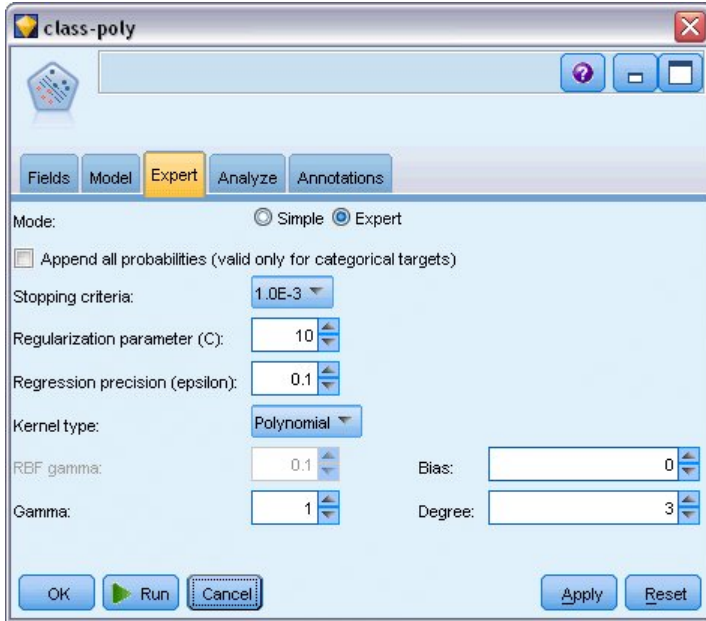 class-poly
?
Fields Model Expert Analyze Annotations
Mode: Simple Expert
Append all probabilities (valid only for categorical targets)
Stopping criteria: 1.0E-3
Regularization parameter (C): 10
Regression precision (epsilon): 0.1
Kernel type: Polynomial
RBF gamma: 0.1 Bias: 0
Gamma: 1 Degree: 3
OK Run Cancel Apply Reset